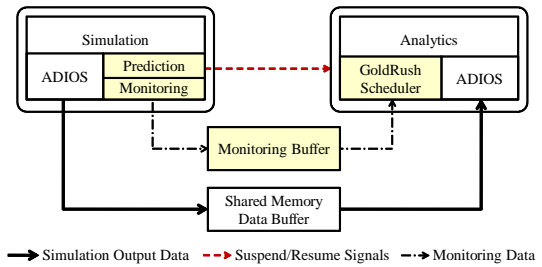 Simulation
Analytics
ADIOS
Prediction
Monitoring
GoldRush
Scheduler
ADIOS
Monitoring Buffer
Shared Memory
Data Buffer
Simulation Output Data
Suspend/Resume Signals
Monitoring Data